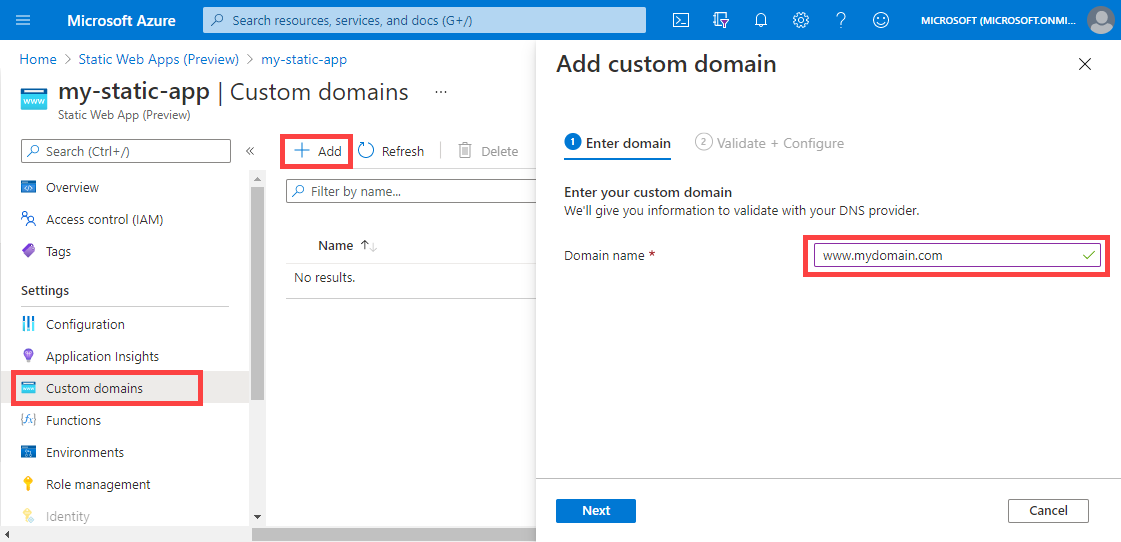 Microsoft Azure
Search resources, services, and docs (G+/)
MICROSOFT (MICROSOFT.ONMI...
Home > Static Web Apps (Preview) > my-static-app
my-static-app | Custom domains ...
Static Web App (Preview)
Search (Ctrl+/)
Overview
Access control (IAM)
Tags
Settings
Configuration
Application Insights
Custom domains
Functions
Environments
Role management
Identity
Add Refresh Delete
Filter by name...
Name
No results.
Add custom domain
1 Enter domain 2 Validate + Configure
Enter your custom domain
We'll give you information to validate with your DNS provider.
Domain name * www.mydomain.com
Next Cancel